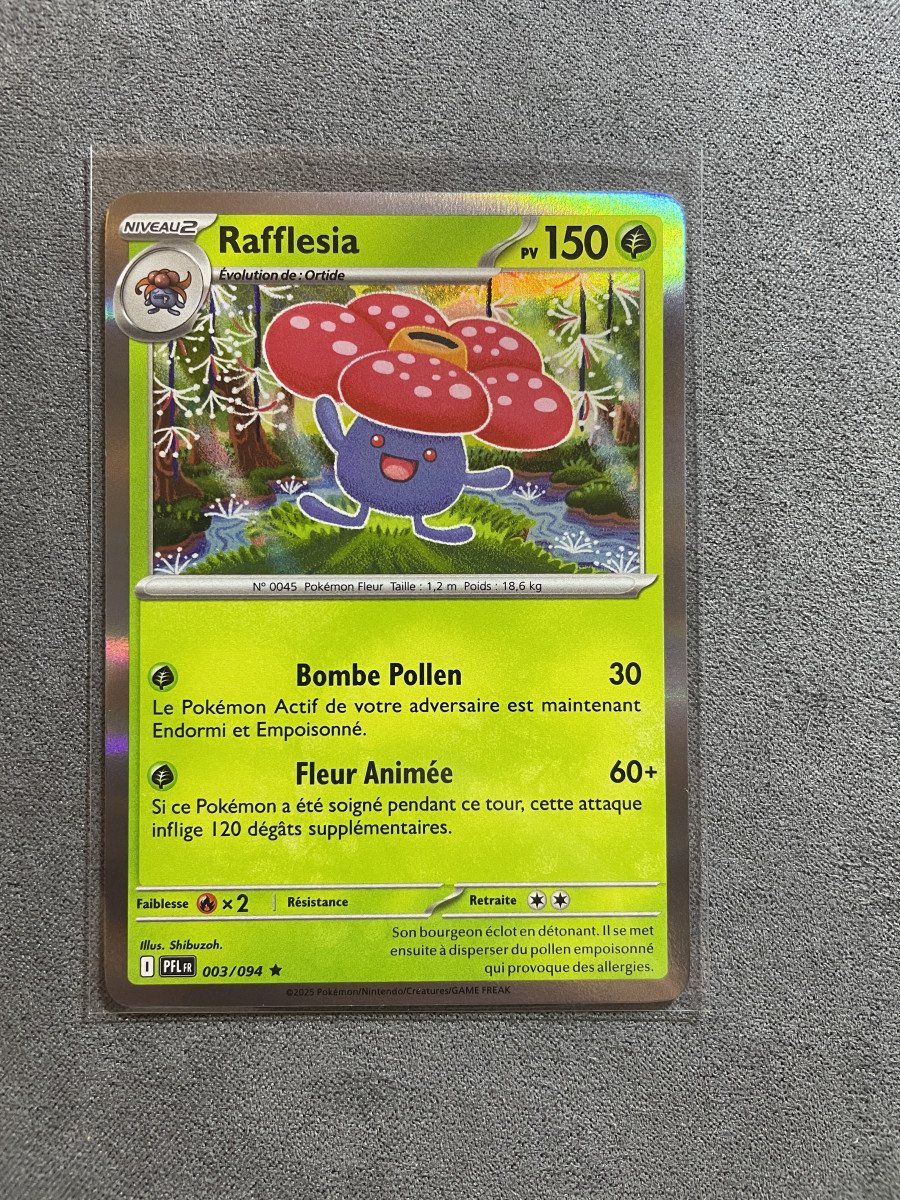 NIVEAU2
Rafflesia
PV 150
Évolution de : Ortide
N° 0045 Pokémon Fleur Taille : 1,2 m Poids : 18,6 kg
Bombe Pollen 30
Le Pokémon Actif de votre adversaire est maintenant
Endormi et Empoisonné.
Fleur Animée 60+
Si ce Pokémon a été soigné pendant ce tour, cette attaque
inflige 120 dégâts supplémentaires.
Faiblesse ×2 Résistance Retraite
Son bourgeon éclot en détonant. Il se met
ensuite à disperser du pollen empoisonné
qui provoque des allergies.
Illus. Shibuzoh.
I PFL FR 003/094
©2025 Pokémon/Nintendo/Creatures/GAME FREAK